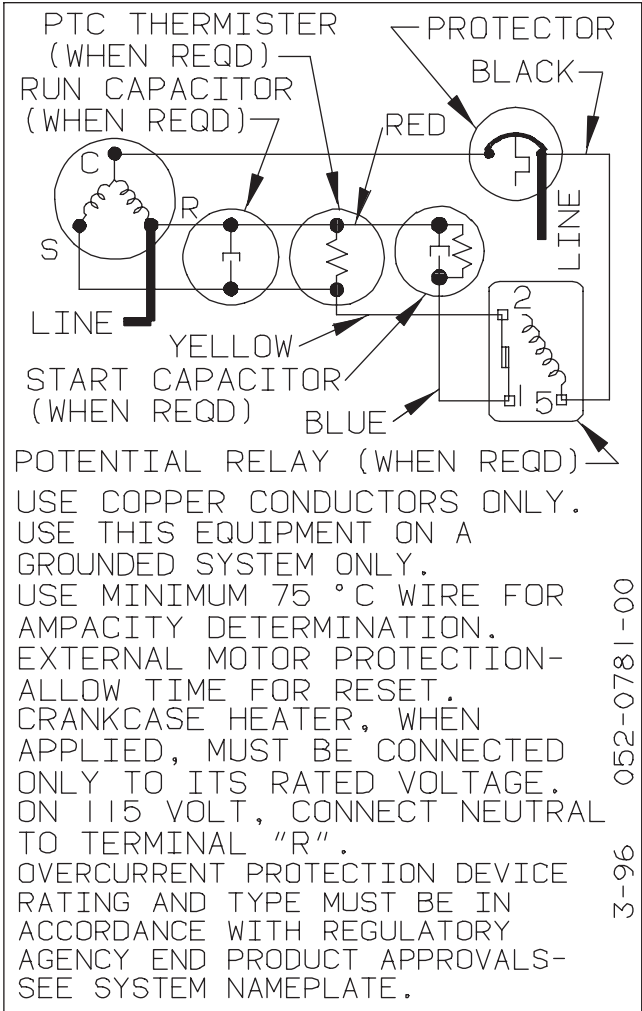 PTC THERMISTER
(WHEN REQD)
RUN CAPACITOR
(WHEN REQD)
PROTECTOR
BLACK
RED
C
R
S
LINE
LINE
YELLOW
START CAPACITOR
(WHEN REQD)
BLUE
2
1
5
POTENTIAL RELAY (WHEN REQD)
USE COPPER CONDUCTORS ONLY.
USE THIS EQUIPMENT ON A
GROUNDED SYSTEM ONLY.
USE MINIMUM 75 °C WIRE FOR
AMPACITY DETERMINATION.
EXTERNAL MOTOR PROTECTION-
ALLOW TIME FOR RESET.
CRANKCASE HEATER, WHEN
APPLIED, MUST BE CONNECTED
ONLY TO ITS RATED VOLTAGE.
ON 115 VOLT, CONNECT NEUTRAL
TO TERMINAL "R".
OVERCURRENT PROTECTION DEVICE
RATING AND TYPE MUST BE IN
ACCORDANCE WITH REGULATORY
AGENCY END PRODUCT APPROVALS-
SEE SYSTEM NAMEPLATE.
3-96 052-0781-00